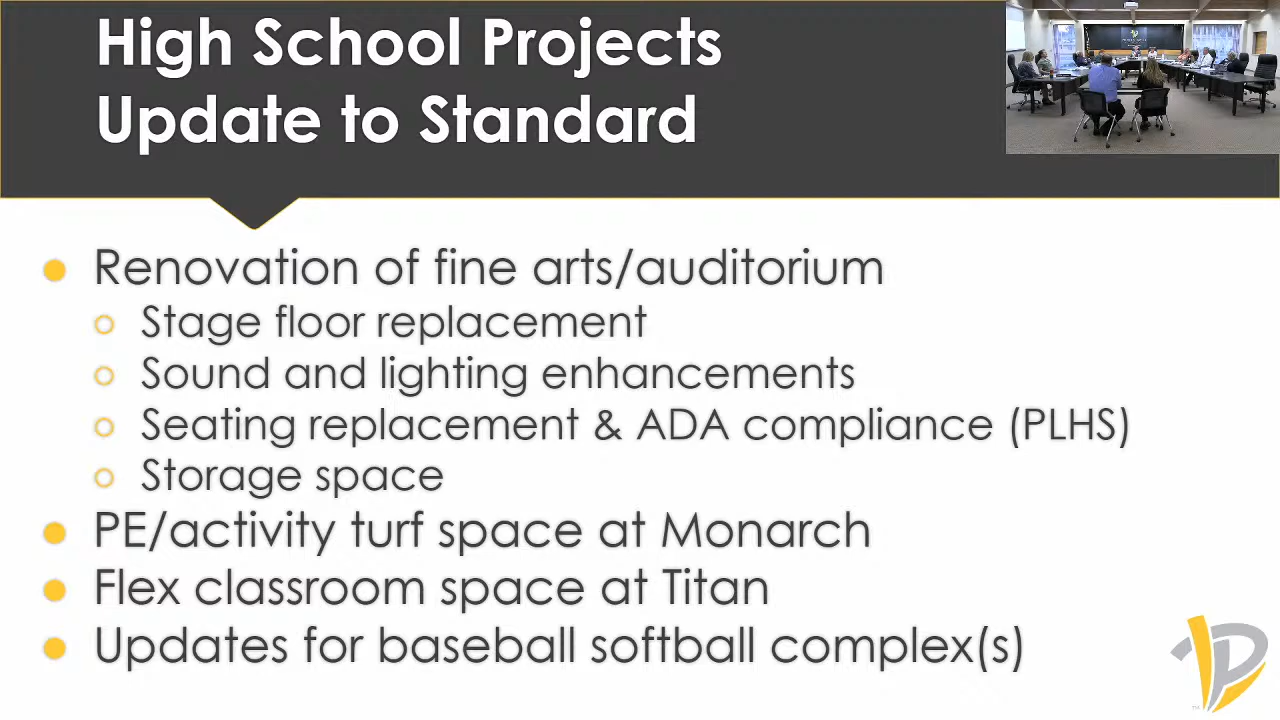 High School Projects
Update to Standard
Renovation of fine arts/auditorium
Stage floor replacement
Sound and lighting enhancements
Seating replacement & ADA compliance (PLHS)
Storage space
PE/activity turf space at Monarch
Flex classroom space at Titan
Updates for baseball softball complex(s)